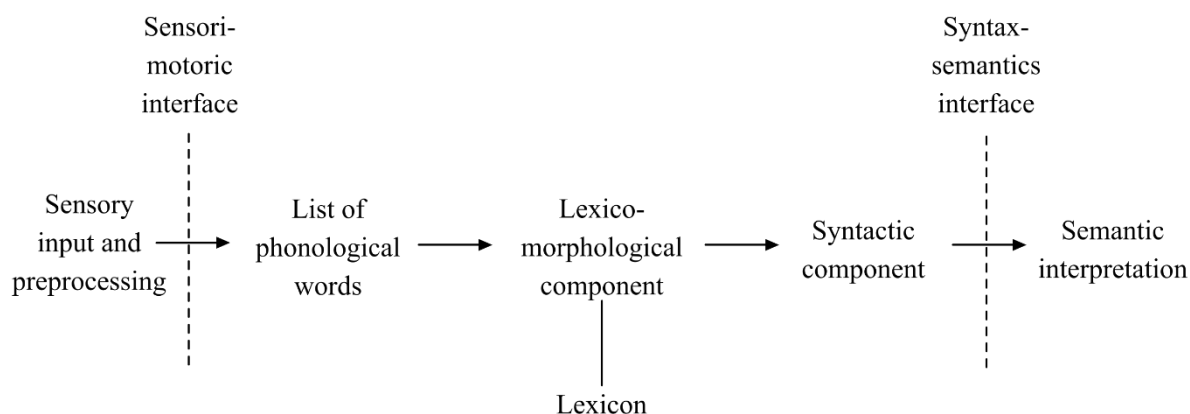 Sensori-
motoric
interface
Syntax-
semantics
interface
Sensory
input and
preprocessing
List of
phonological
words
Lexico-
morphological
component
Syntactic
component
Semantic
interpretation
Lexicon